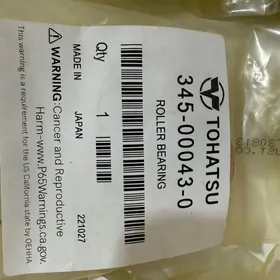 TOHATSU
345-00043-0
ROLLER BEARING
Qty 1
MADE IN JAPAN 221027
⚠WARNING:Cancer and Reproductive
Harm-www.P65Warnings.ca.gov.
This warning is a requirement for the US California state by OEHHA.